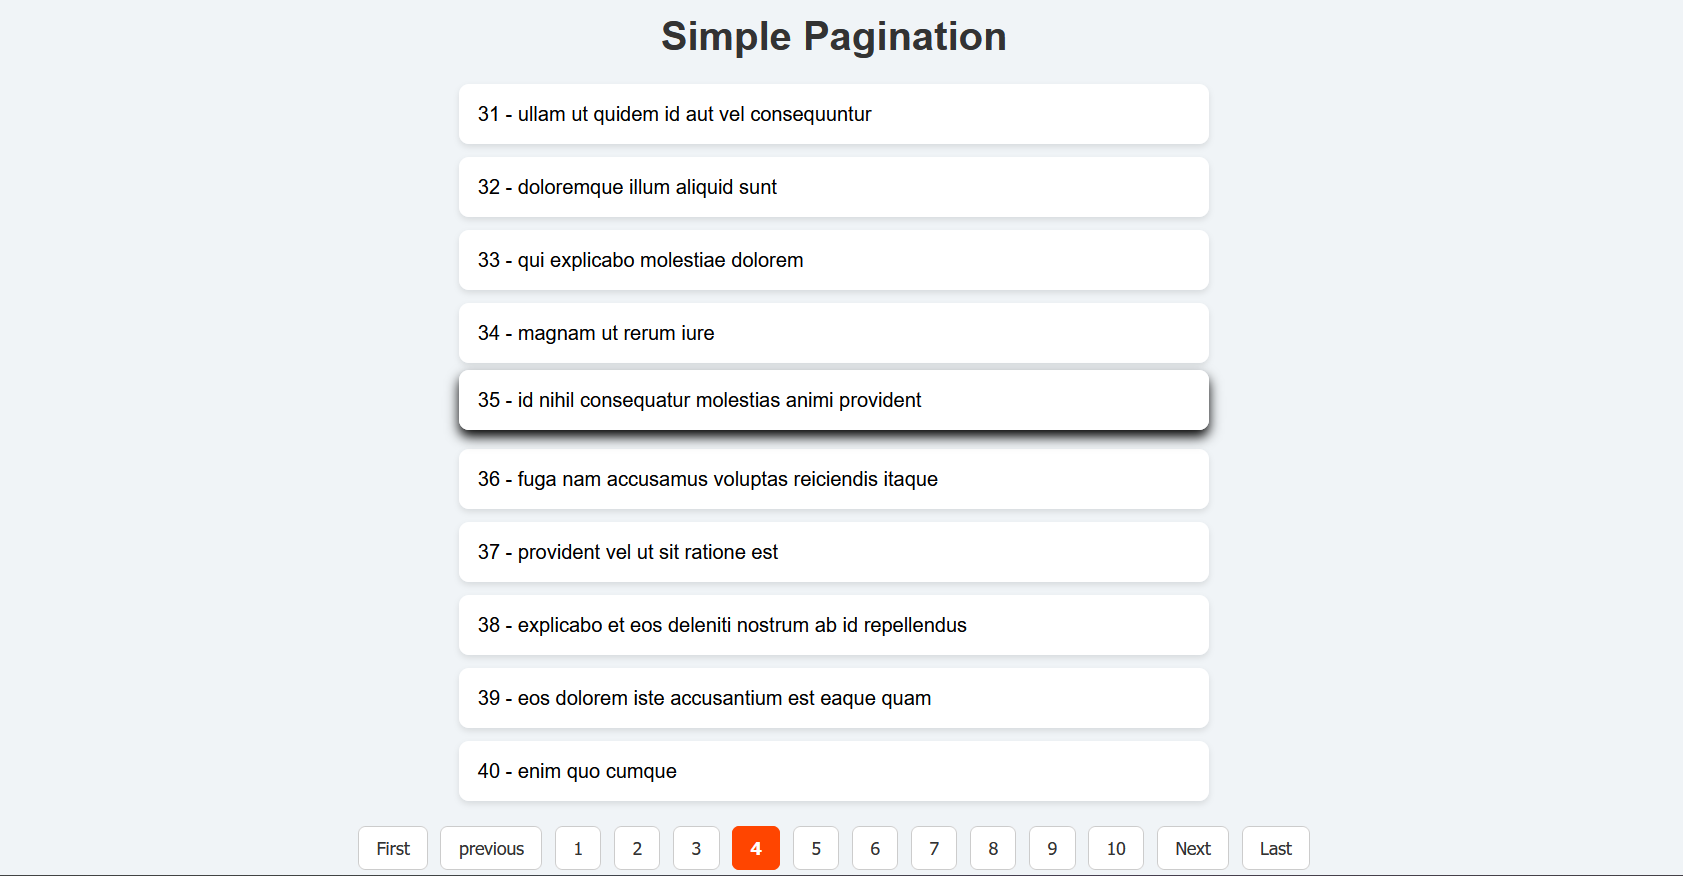 Simple Pagination
31 - ullam ut quidem id aut vel consequuntur
32 - doloremque illum aliquid sunt
33 - qui explicabo molestiae dolorem
34 - magnam ut rerum iure
35 - id nihil consequatur molestias animi provident
36 - fuga nam accusamus voluptas reiciendis itaque
37 - provident vel ut sit ratione est
38 - explicabo et eos deleniti nostrum ab id repellendus
39 - eos dolorem iste accusantium est eaque quam
40 - enim quo cumque
First previous 1 2 3 4 5 6 7 8 9 10 Next Last